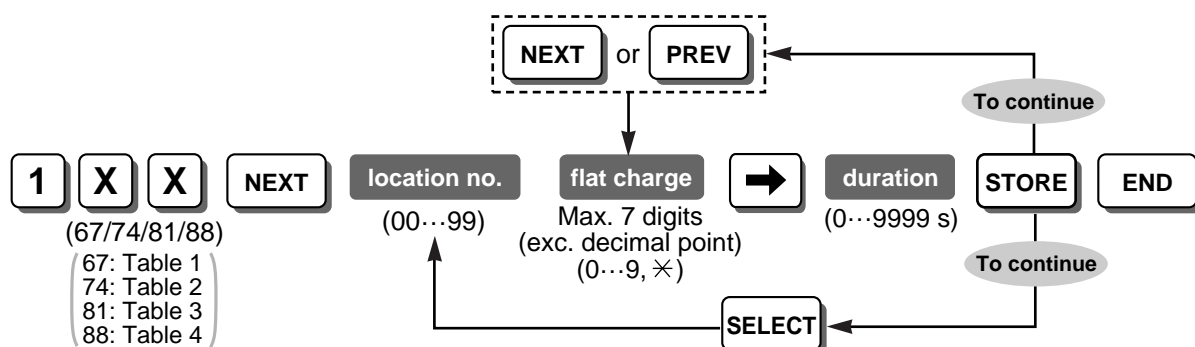 NEXT or PREV
To continue
1 X X NEXT location no. flat charge ➡ duration STORE END
(67/74/81/88) (00···99) Max. 7 digits (0···9999 s)
(exc. decimal point)
(0···9, ✳)
67: Table 1
74: Table 2
81: Table 3
88: Table 4
To continue
SELECT